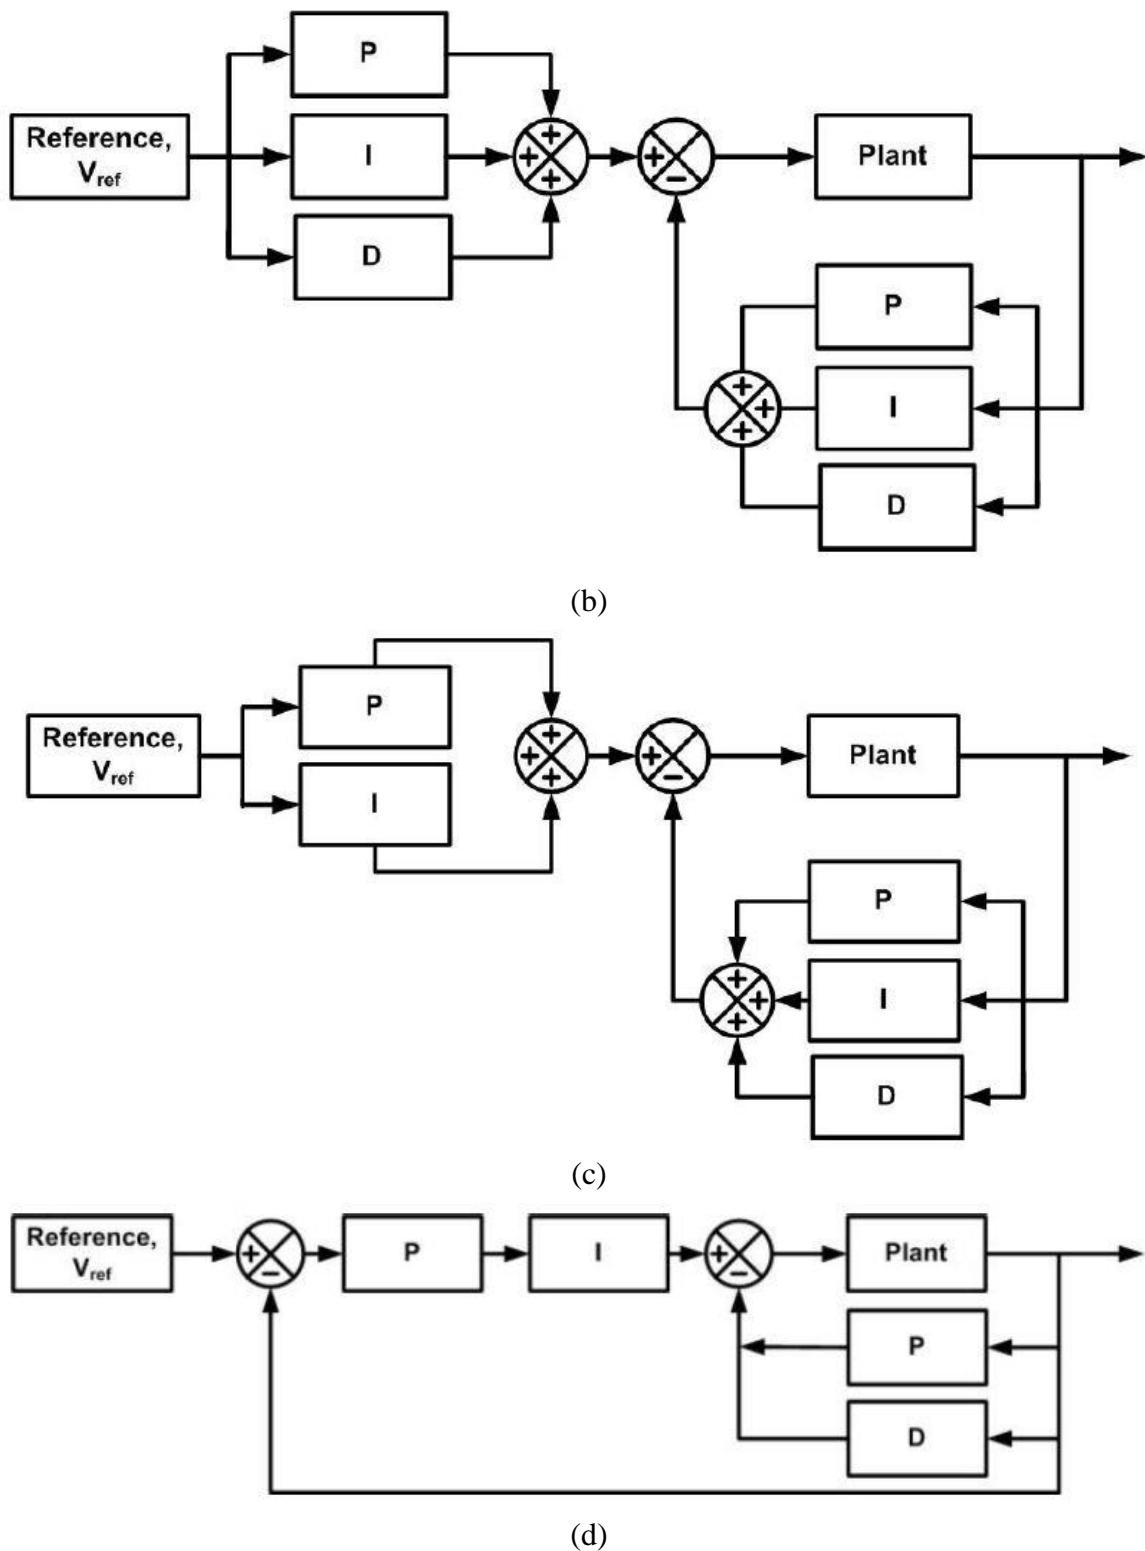 P
Reference,
Vref
I
Plant
D
P
I
D
(b)
P
Reference,
Vref
Plant
I
P
I
D
(c)
Reference,
Vref
P
I
Plant
P
D
(d)